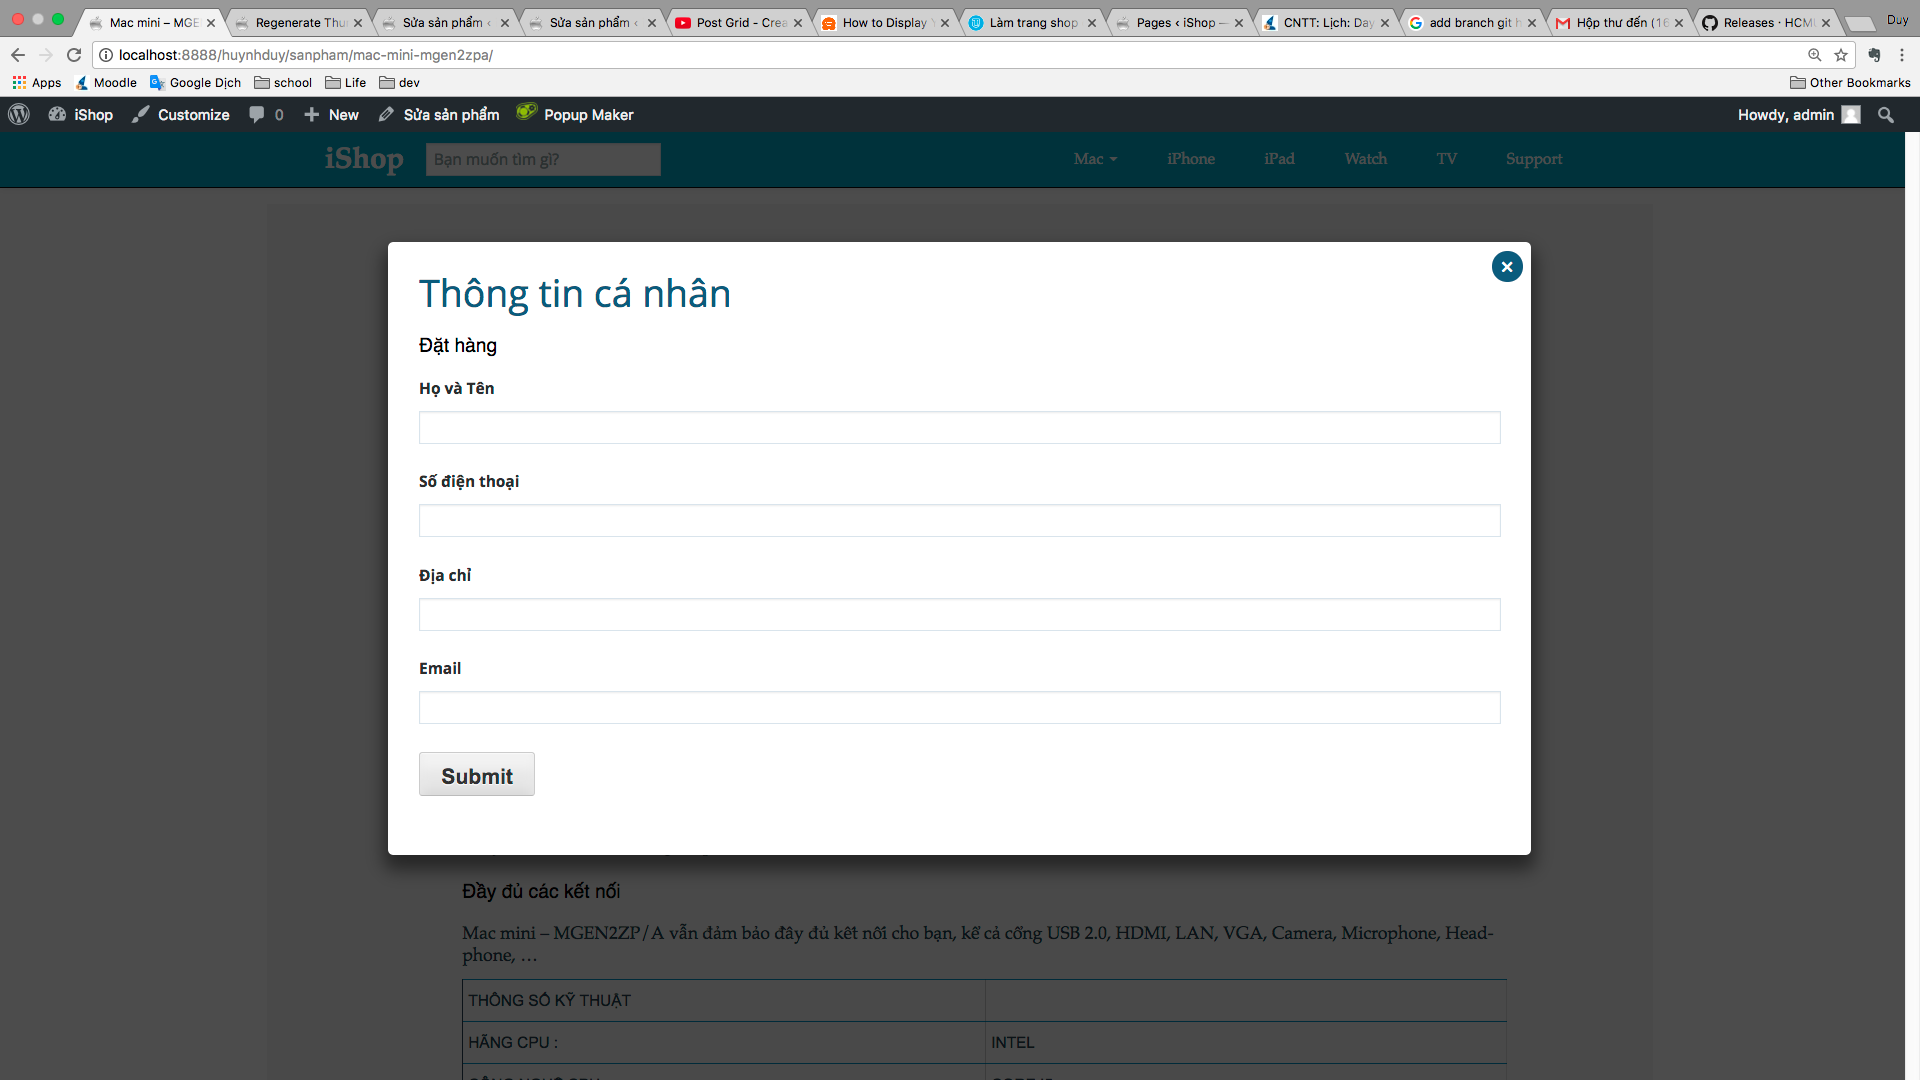 Mac mini – MGE
Regenerate Thu
Sửa sản phẩm ‹
Sửa sản phẩm ‹
Post Grid - Crea
How to Display Y
Làm trang shop
Pages ‹ iShop —
CNTT: Lịch: Day
add branch git h
Hộp thư đến (16
Releases · HCMU
Duy
localhost:8888/huynhduy/sanpham/mac-mini-mgen2zpa/
Apps Moodle Google Dịch school Life dev Other Bookmarks
iShop Customize 0 New Sửa sản phẩm Popup Maker Howdy, admin
iShop Bạn muốn tìm gì? Mac iPhone iPad Watch TV Support
Thông tin cá nhân
Đặt hàng
Họ và Tên
Số điện thoại
Địa chỉ
Email
Submit
Đầy đủ các kết nối
Mac mini – MGEN2ZP/A vẫn đảm bảo đầy đủ kết nối cho bạn, kể cả cổng USB 2.0, HDMI, LAN, VGA, Camera, Microphone, Head-
phone, …
THÔNG SỐ KỸ THUẬT
HÃNG CPU : INTEL